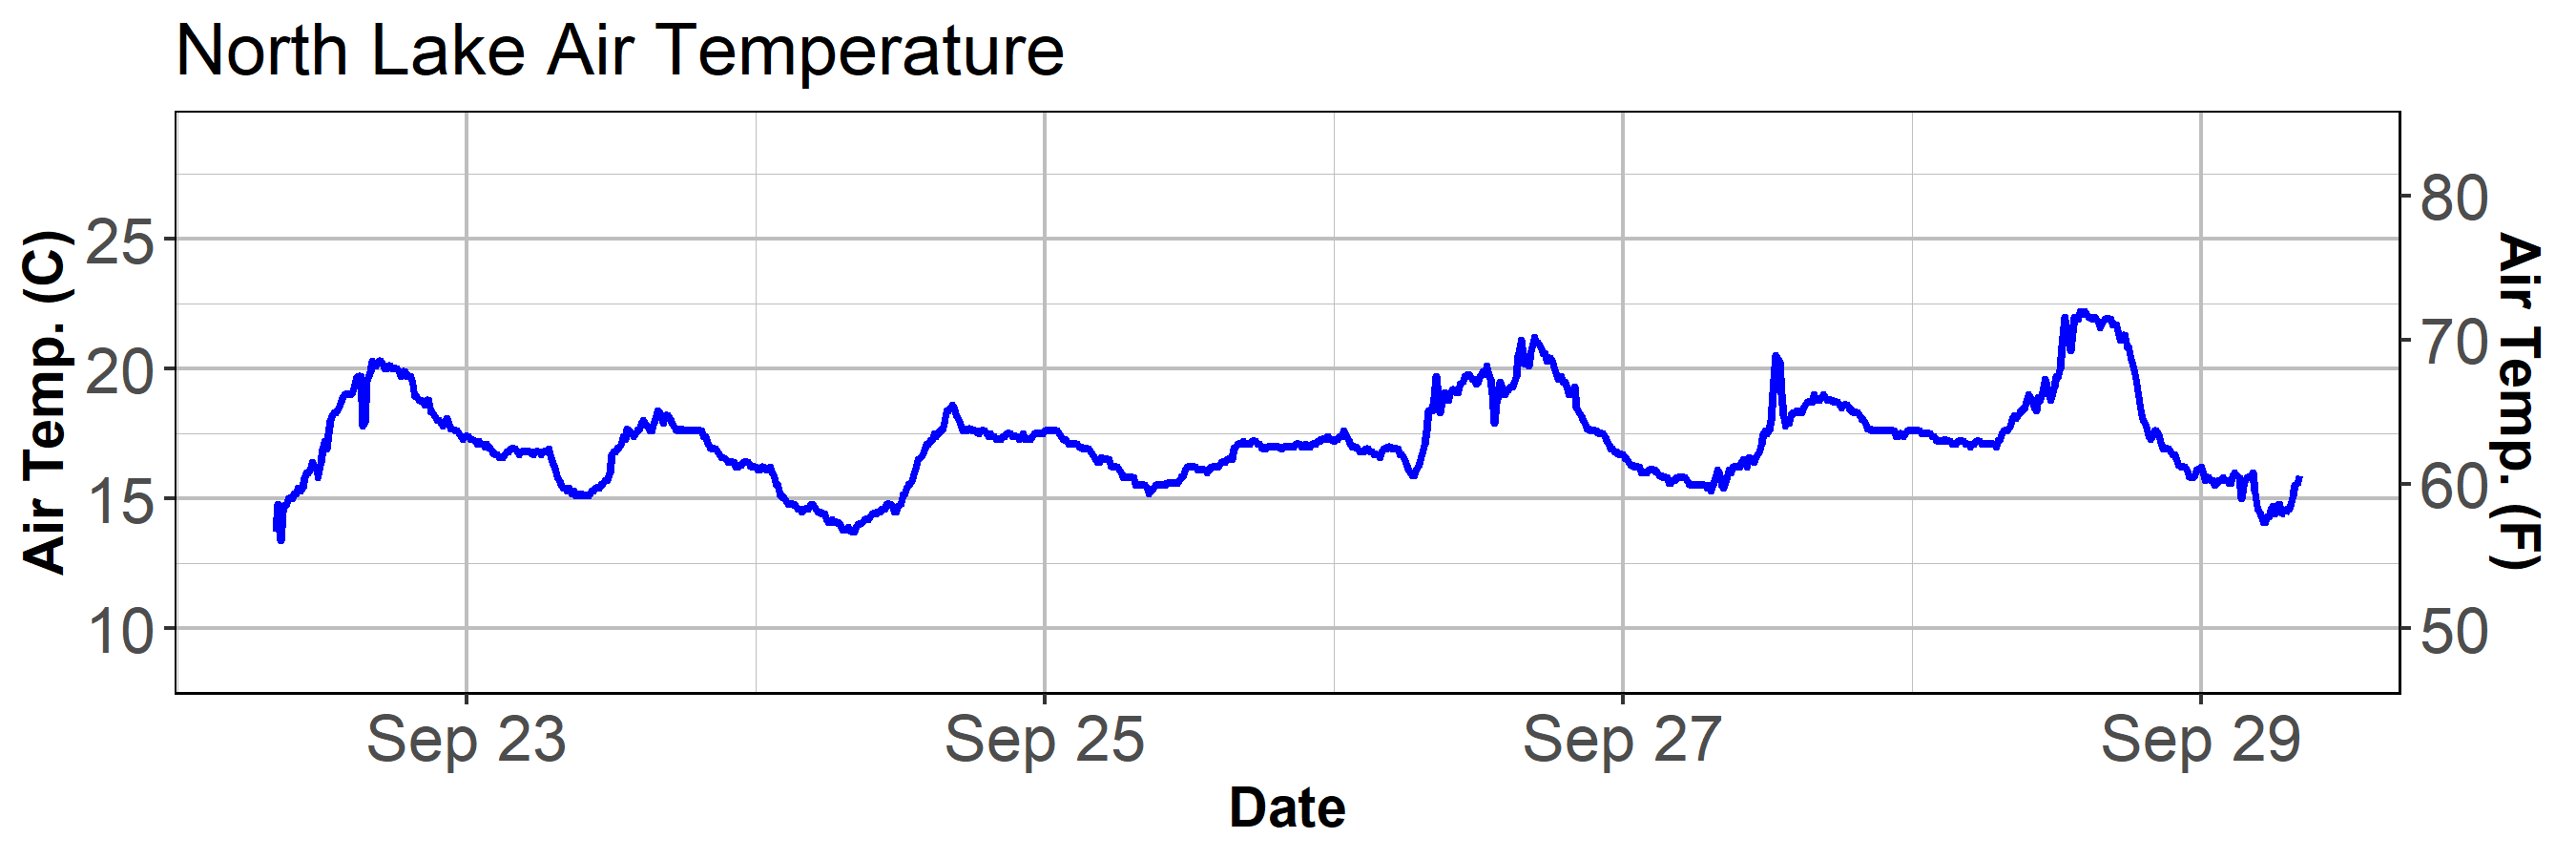 North Lake Air Temperature
Air Temp. (C)
25
20
15
10
80
70
60
50
Air Temp. (F)
Sep 23
Sep 25
Sep 27
Sep 29
Date